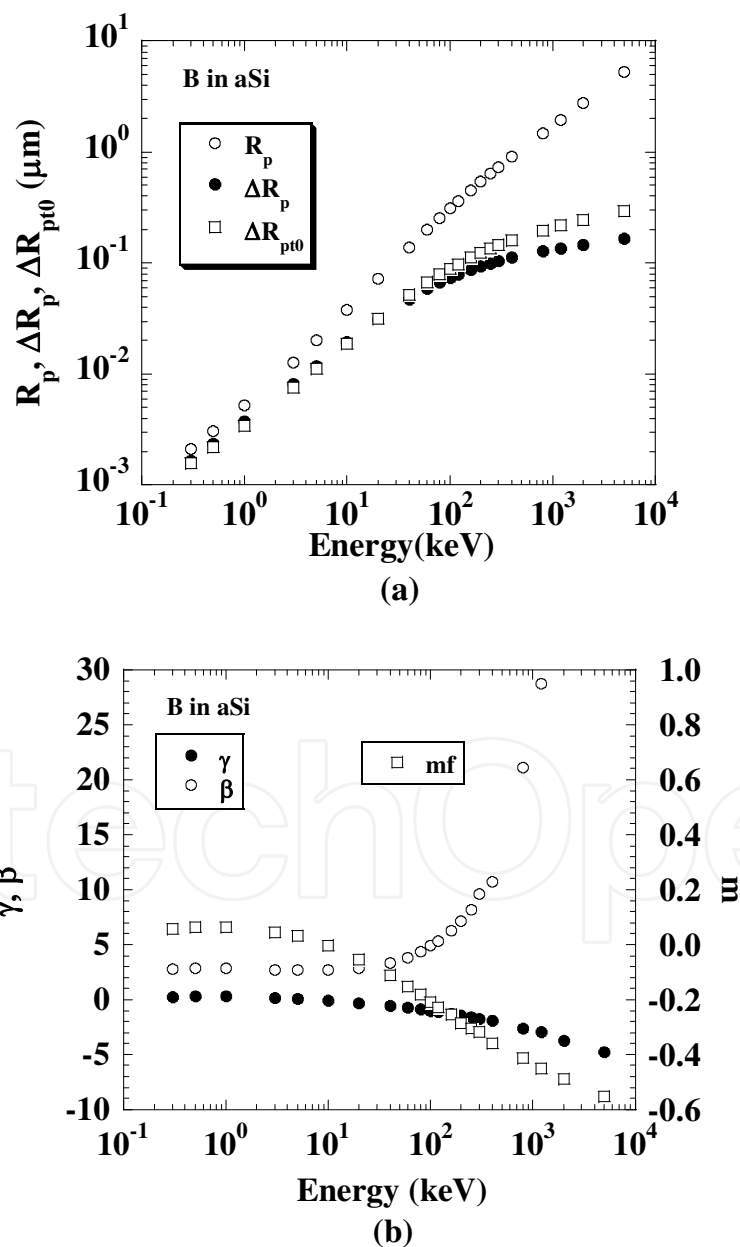 10^1
10^0
10^-1
10^-2
10^-3
R_p, ΔR_p, ΔR_pt0 (μm)
B in aSi
R_p
ΔR_p
ΔR_pt0
10^-1 10^0 10^1 10^2 10^3 10^4
Energy(keV)
(a)
30
25
20
15
10
5
0
-5
-10
γ, β
B in aSi
γ
β
mf
1.0
0.8
0.6
0.4
0.2
0.0
-0.2
-0.4
-0.6
m
10^-1 10^0 10^1 10^2 10^3 10^4
Energy (keV)
(b)
techOpe